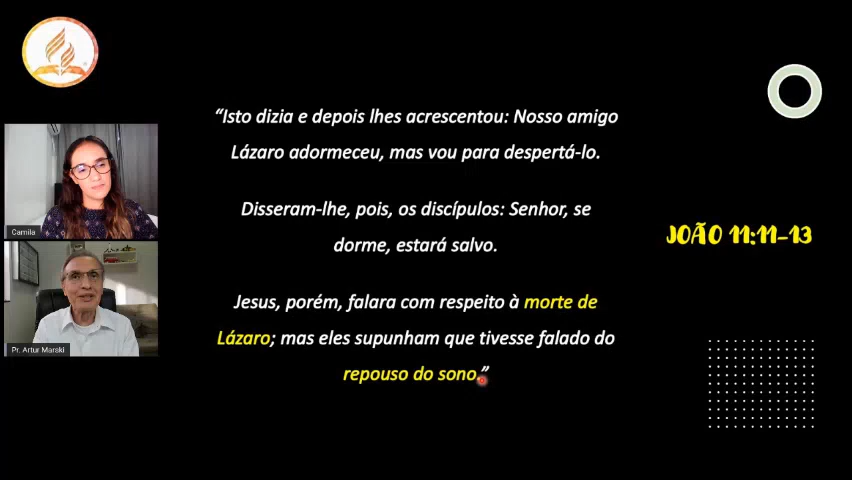 “Isto dizia e depois lhes acrescentou: Nosso amigo
Lázaro adormeceu, mas vou para despertá-lo.
Disseram-lhe, pois, os discípulos: Senhor, se
dorme, estará salvo.
Jesus, porém, falara com respeito à morte de
Lázaro; mas eles supunham que tivesse falado do
repouso do sono.”
JOÃO 11:11-13
Camila
Pr. Artur Maraki